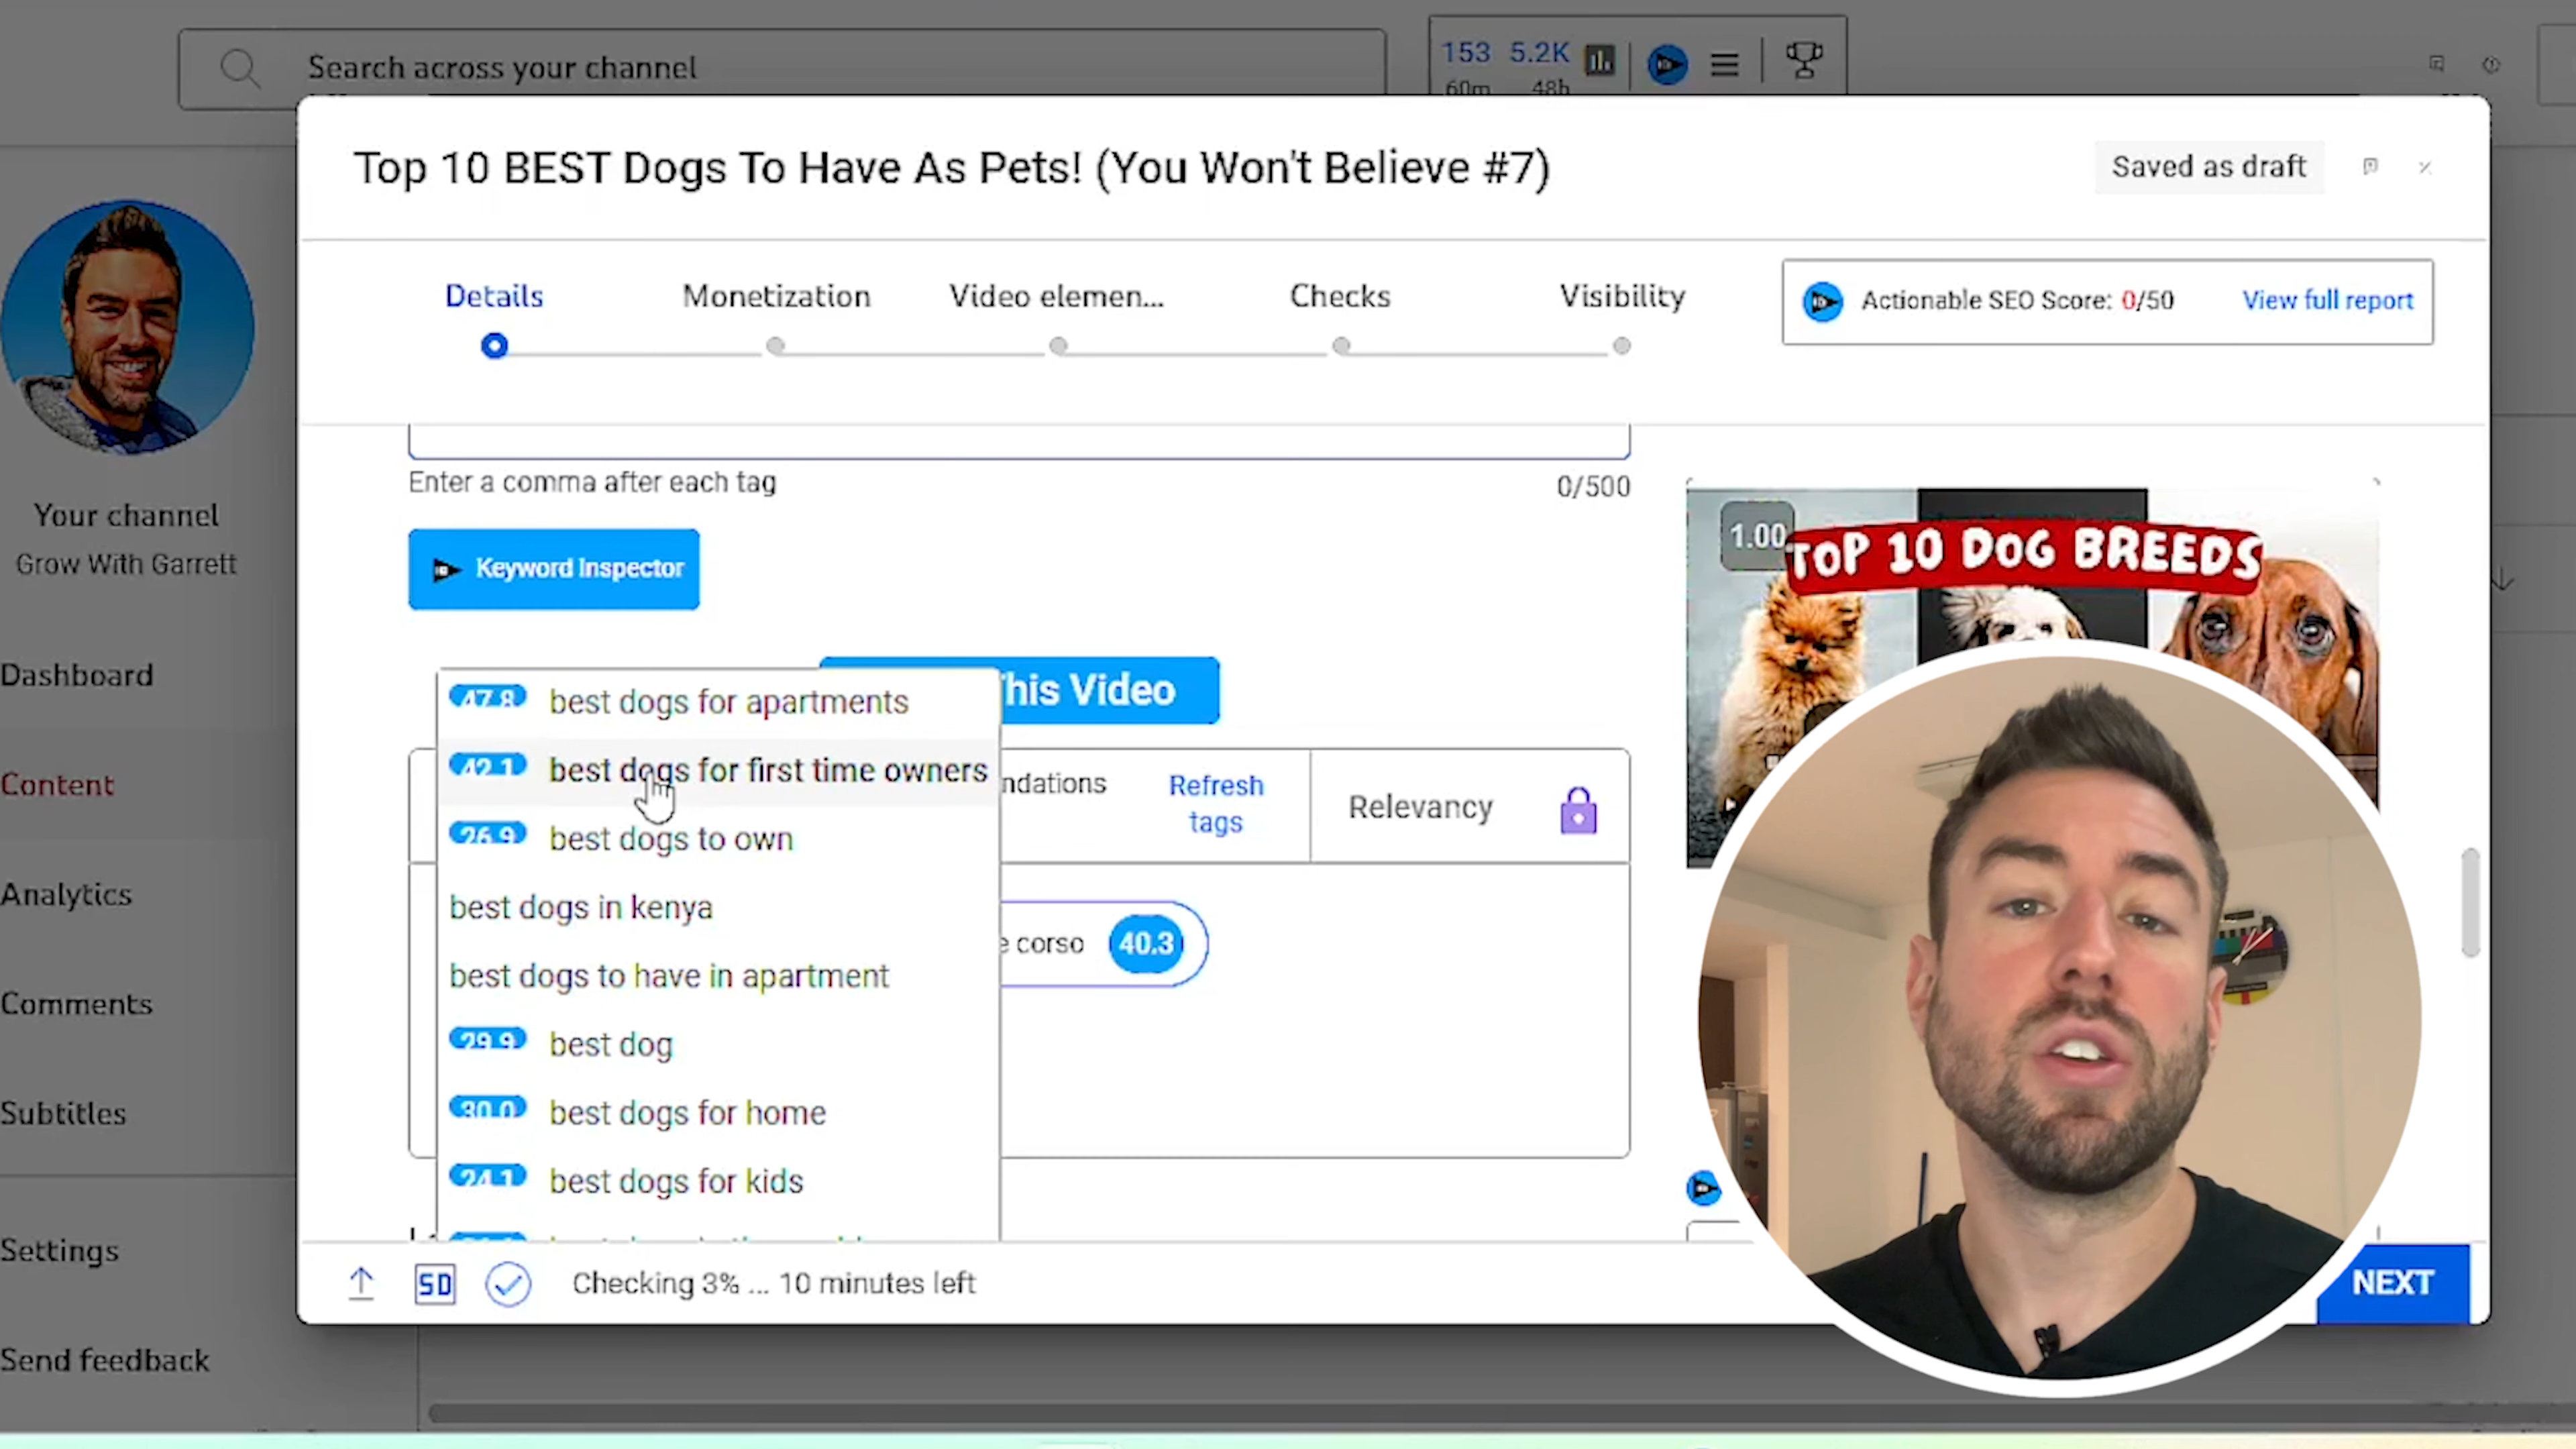 Search across your channel
153 5.2K
60m 48h
Top 10 BEST Dogs To Have As Pets! (You Won't Believe #7)
Saved as draft
Details
Monetization
Video elemen...
Checks
Visibility
Actionable SEO Score: 0/50
View full report
Enter a comma after each tag
0/500
Keyword Inspector
This Video
Your channel
Grow With Garrett
Dashboard
Content
Analytics
Comments
Subtitles
Settings
Send feedback
47.8 best dogs for apartments
42.1 best dogs for first time owners
26.9 best dogs to own
best dogs in kenya
best dogs to have in apartment
29.9 best dog
30.0 best dogs for home
24.1 best dogs for kids
ndations
Refresh
tags
Relevancy
corso 40.3
1.00
TOP 10 DOG BREEDS
SD
Checking 3% ... 10 minutes left
NEXT